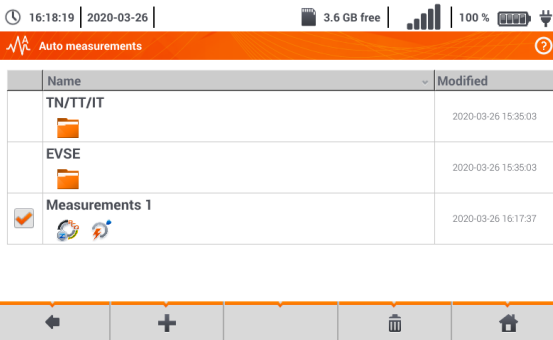 16:18:19 2020-03-26 3.6 GB free 100 %
Auto measurements ?
Name Modified
TN/TT/IT
2020-03-26 15:35:03
EVSE
2020-03-26 15:35:03
Measurements 1
2020-03-26 16:17:37